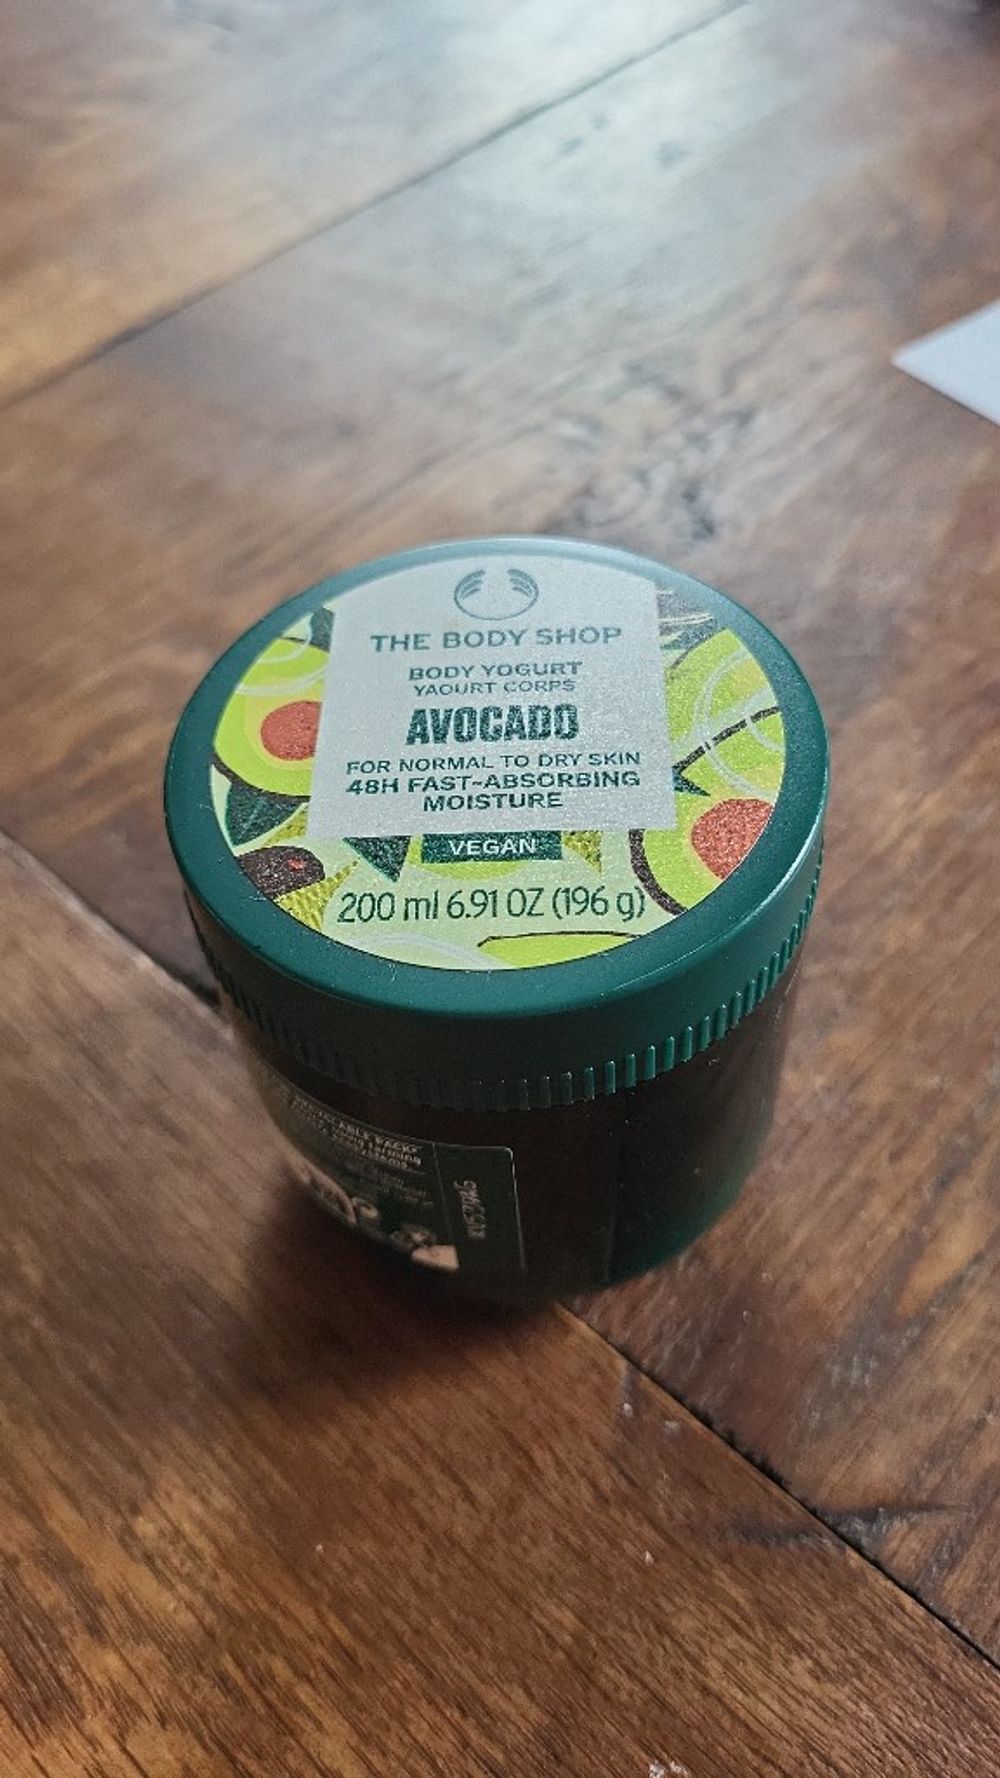 THE BODY SHOP
BODY YOGURT
YAOURT CORPS
AVOCADO
FOR NORMAL TO DRY SKIN
48H FAST-ABSORBING
MOISTURE
VEGAN
200 ml 6.91 OZ (196 g)